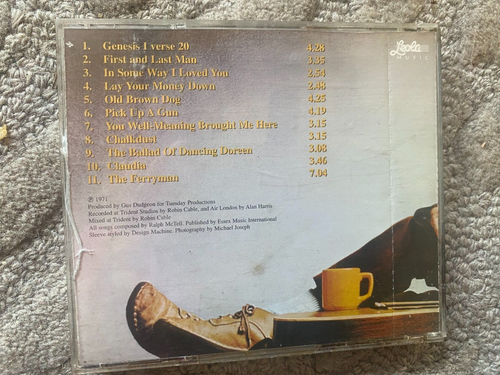 Leola
MUSIC
1. Genesis I verse 20 4.28
2. First and Last Man 3.35
3. In Some Way I Loved You 2.54
4. Lay Your Money Down 2.48
5. Old Brown Dog 4.25
6. Pick Up A Gun 4.19
7. You Well-Meaning Brought Me Here 3.15
8. Chalkdust 3.15
9. The Ballad Of Dancing Doreen 3.08
10. Claudia 3.46
11. The Ferryman 7.04
℗ 1971
Produced by Gus Dudgeon for Tuesday Productions
Recorded at Trident Studios by Robin Cable, and Air London by Alan Harris
Mixed at Trident by Robin Cable
All songs composed by Ralph McTell. Published by Essex Music International
Sleeve styled by Design Machine. Photography by Michael Joseph